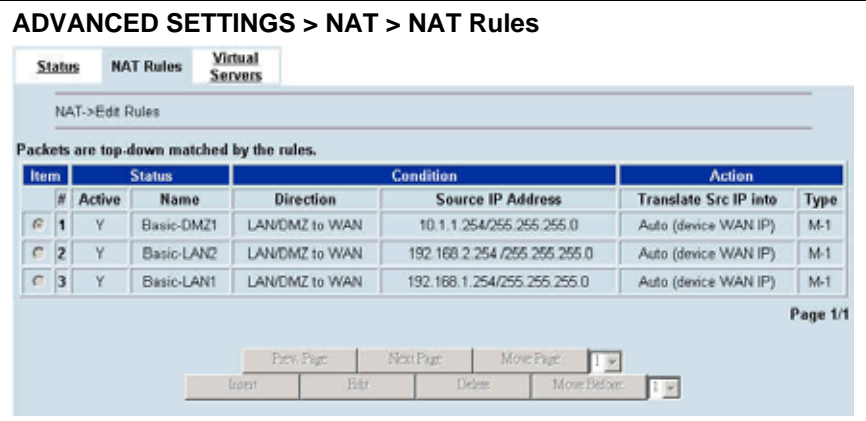 ADVANCED SETTINGS > NAT > NAT Rules
Status NAT Rules Virtual Servers
NAT->Edit Rules
Packets are top-down matched by the rules.
Item Status Condition Action
# Active Name Direction Source IP Address Translate Src IP into Type
1 Y Basic-DMZ1 LAN/DMZ to WAN 10.1.1.254/255.255.255.0 Auto (device WAN IP) M-1
2 Y Basic-LAN2 LAN/DMZ to WAN 192.168.2.254 /255.255.255.0 Auto (device WAN IP) M-1
3 Y Basic-LAN1 LAN/DMZ to WAN 192.168.1.254/255.255.255.0 Auto (device WAN IP) M-1
Page 1/1
Prev. Page Next Page Move Page 1
Insert Edit Delete Move Before 1